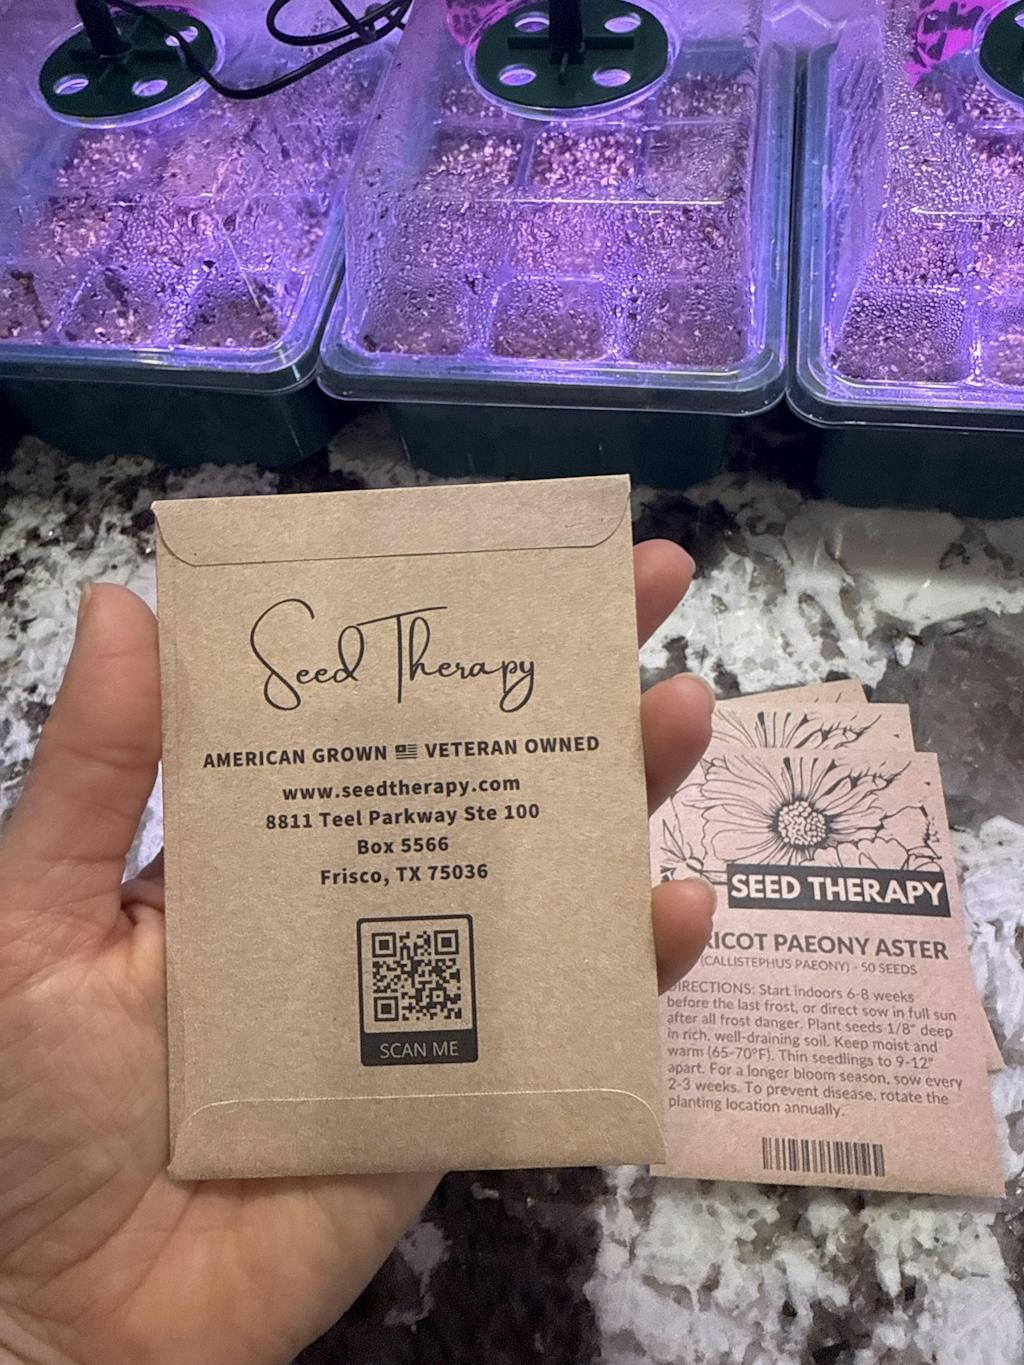 Seed Therapy
AMERICAN GROWN VETERAN OWNED
www.seedtherapy.com
8811 Teel Parkway Ste 100
Box 5566
Frisco, TX 75036
SCAN ME
SEED THERAPY
RICOT PAEONY ASTER
(CALLISTEPHUS PAEONY) - 50 SEEDS
DIRECTIONS: Start indoors 6-8 weeks
before the last frost, or direct sow in full sun
after all frost danger. Plant seeds 1/8" deep
in rich, well-draining soil. Keep moist and
warm (65-70°F). Thin seedlings to 9-12"
apart. For a longer bloom season, sow every
2-3 weeks. To prevent disease, rotate the
planting location annually.